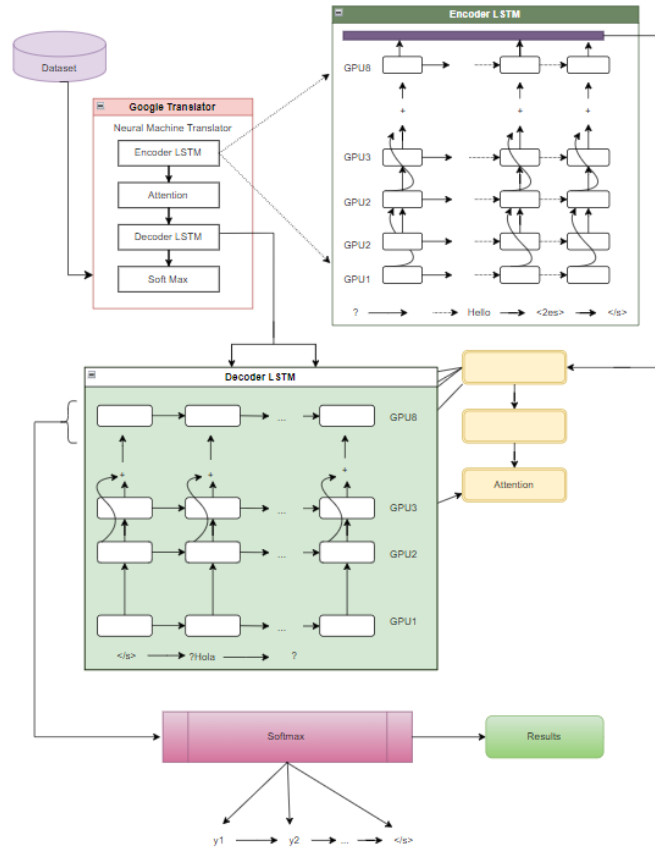 Encoder LSTM
Dataset
GPU8
+ + +
Google Translator
Neural Machine Translator
Encoder LSTM
GPU3
Attention
GPU2
Decoder LSTM
GPU2
Soft Max
GPU1
? Hello <2es> </s>
Decoder LSTM
... GPU8
+ + +
Attention
... GPU3
... GPU2
... GPU1
</s> ?Hola ?
Softmax
Results
y1 y2 ... </s>